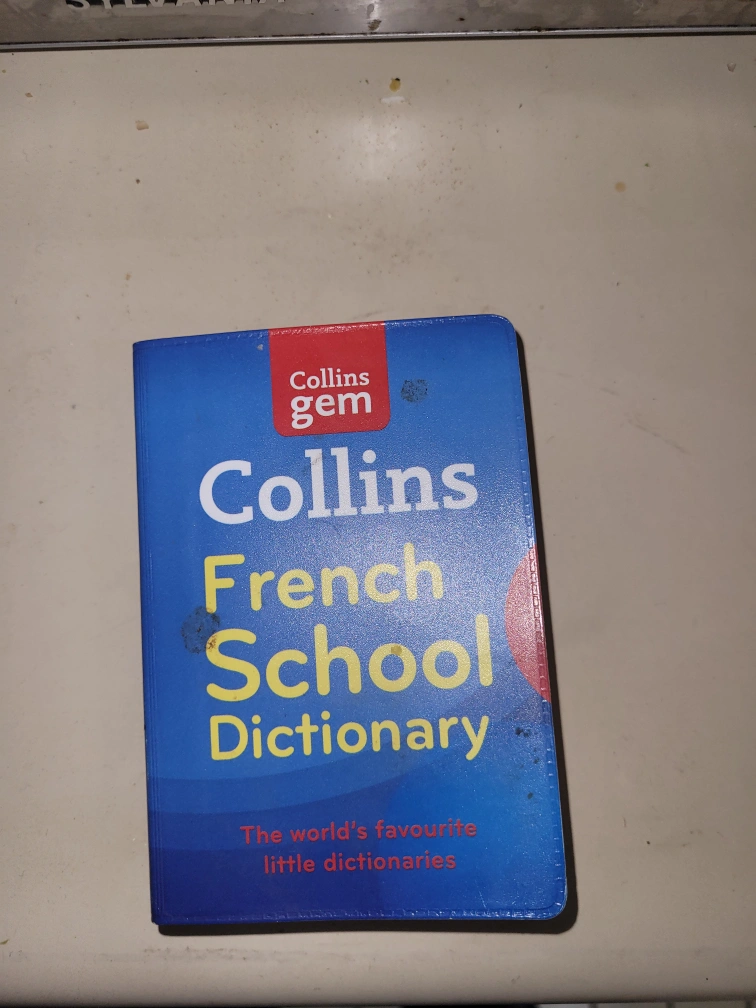 Collins
gem
Collins
French
School
Dictionary
The world's favourite
little dictionaries